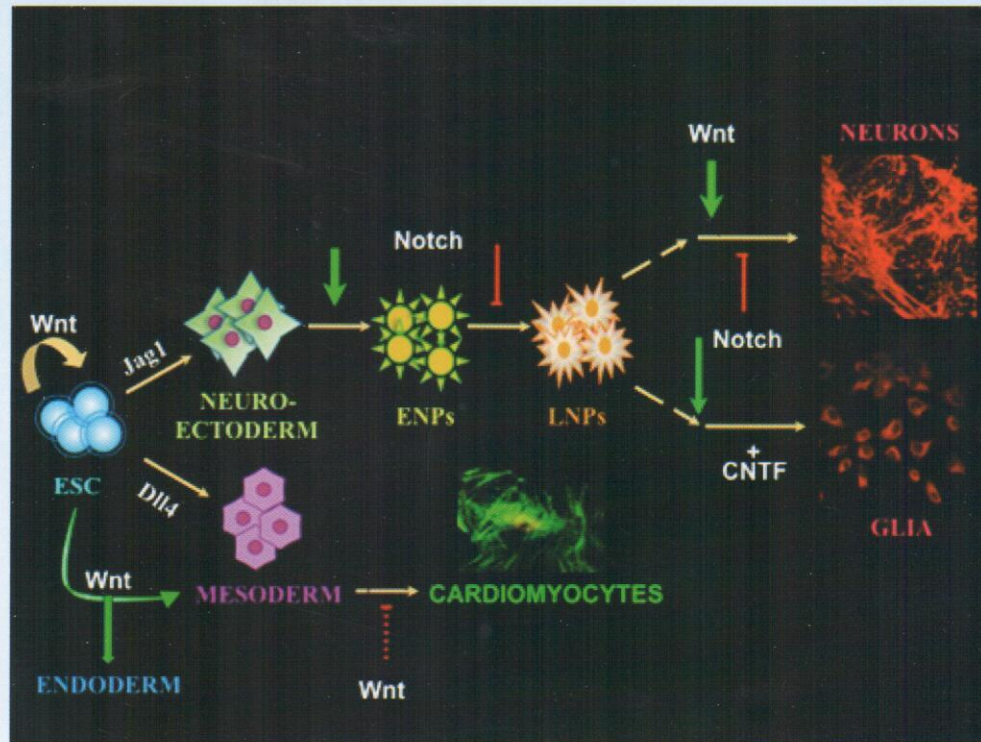 Wnt
NEURONS
Notch
Wnt
Jag1
Notch
NEURO-
ECTODERM
ENPs
LNPs
+
CNTF
ESC
Dll4
GLIA
Wnt
MESODERM
CARDIOMYOCYTES
ENDODERM
Wnt